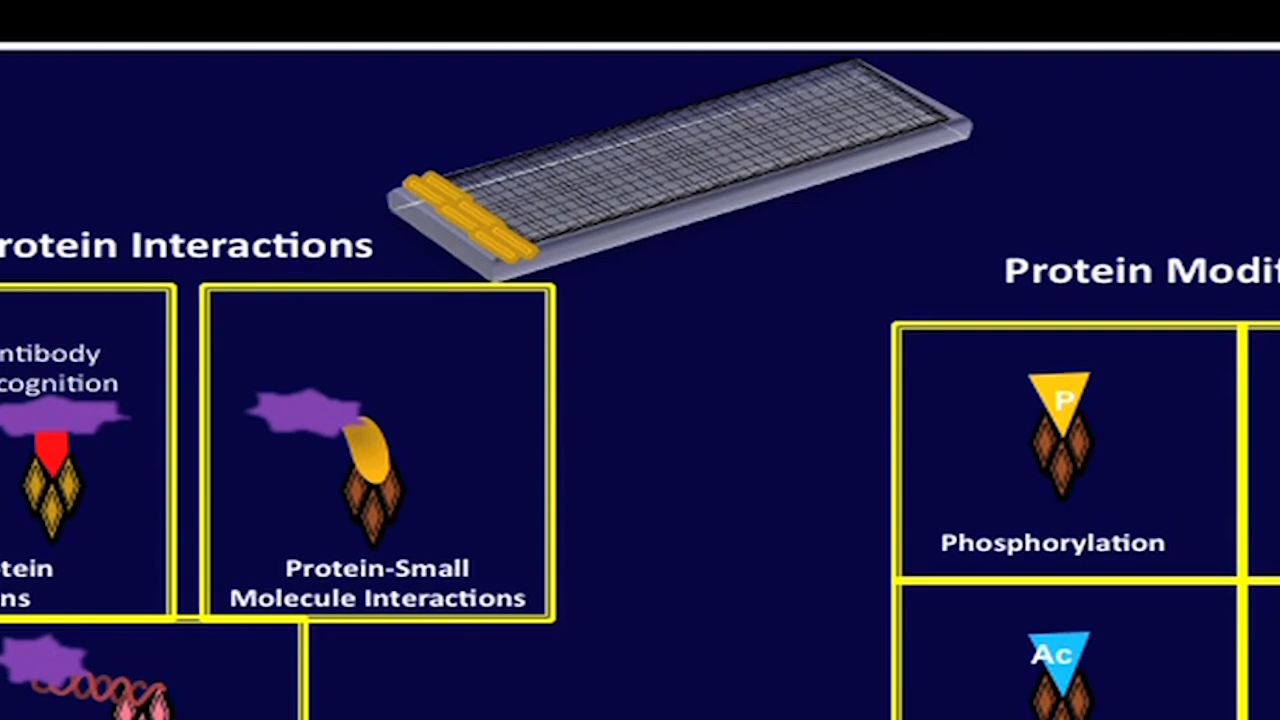 rotein Interactions
Protein Modif
ntibody
cognition
P
Phosphorylation
tein
ns
Protein-Small
Molecule Interactions
Ac